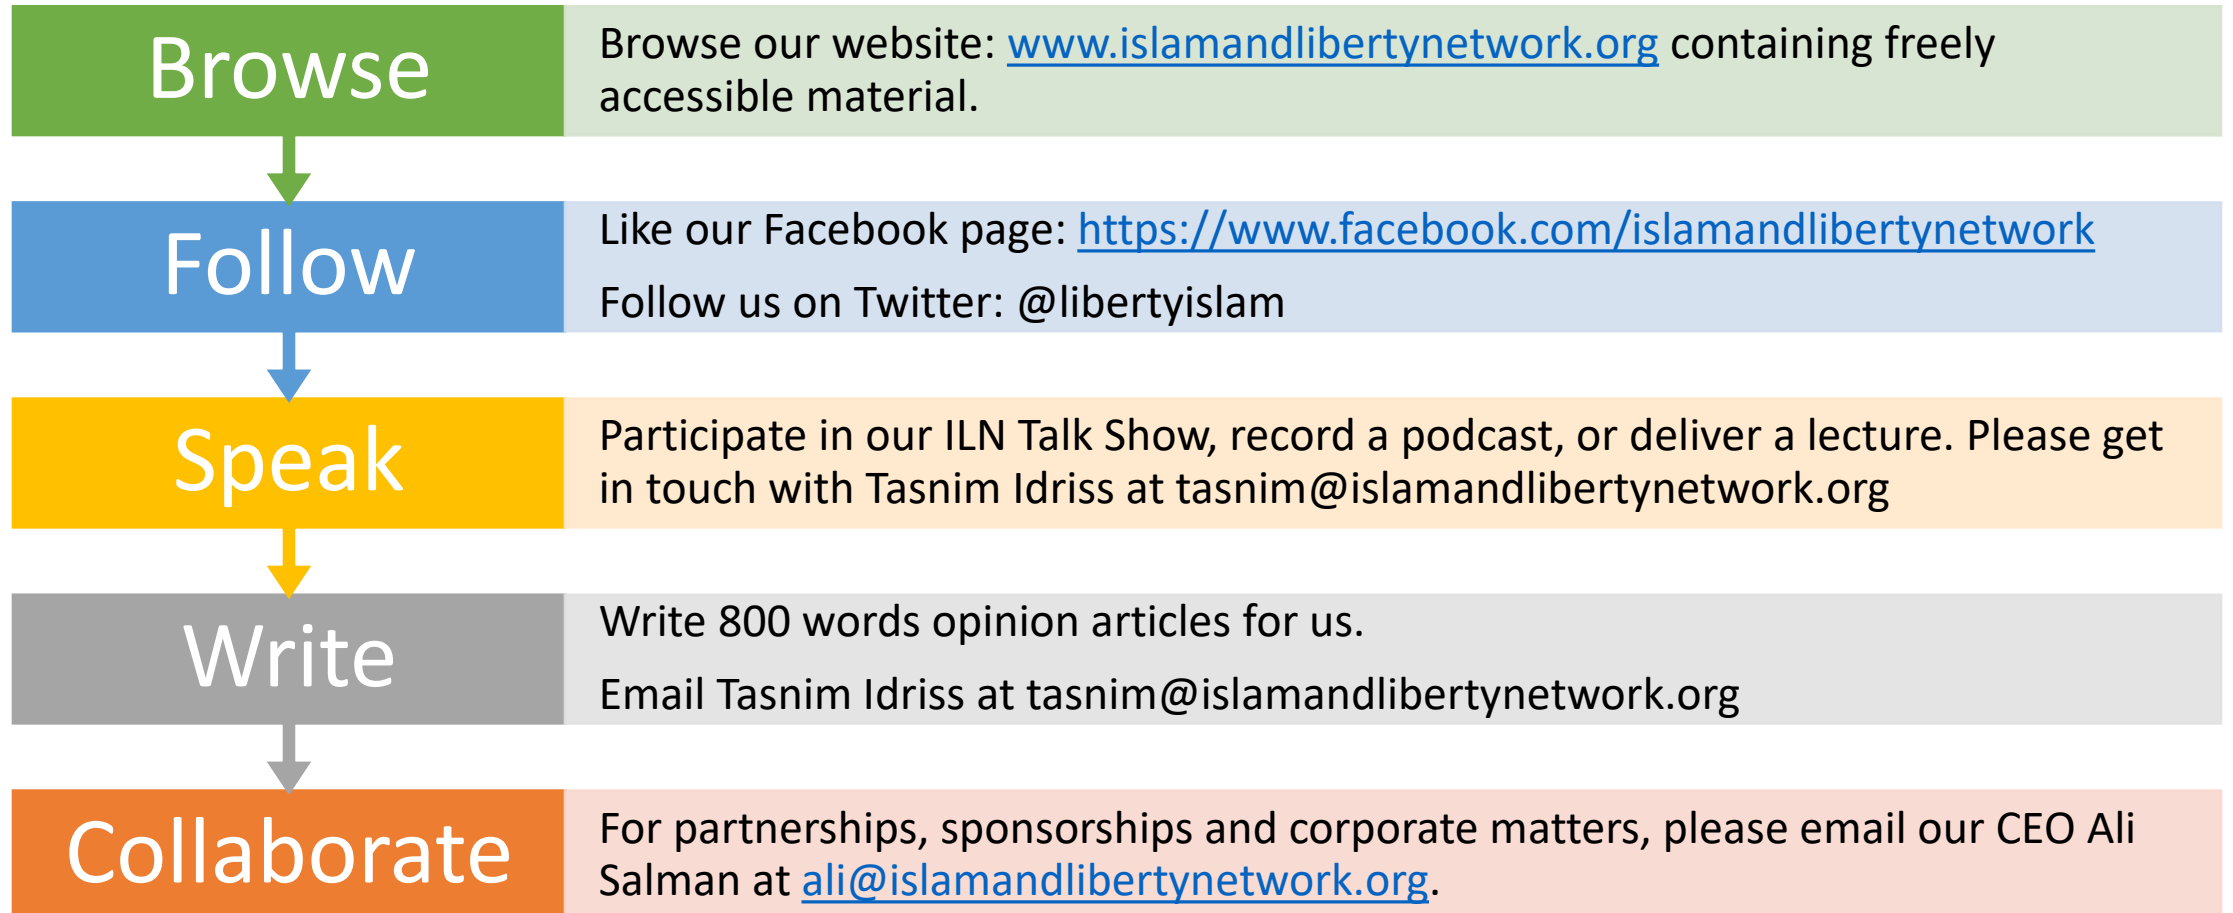 Browse
Browse our website: www.islamandlibertynetwork.org containing freely
accessible material.
Follow
Like our Facebook page: https://www.facebook.com/islamandlibertynetwork
Follow us on Twitter: @libertyislam
Speak
Participate in our ILN Talk Show, record a podcast, or deliver a lecture. Please get
in touch with Tasnim Idriss at tasnim@islamandlibertynetwork.org
Write
Write 800 words opinion articles for us.
Email Tasnim Idriss at tasnim@islamandlibertynetwork.org
Collaborate
For partnerships, sponsorships and corporate matters, please email our CEO Ali
Salman at ali@islamandlibertynetwork.org.